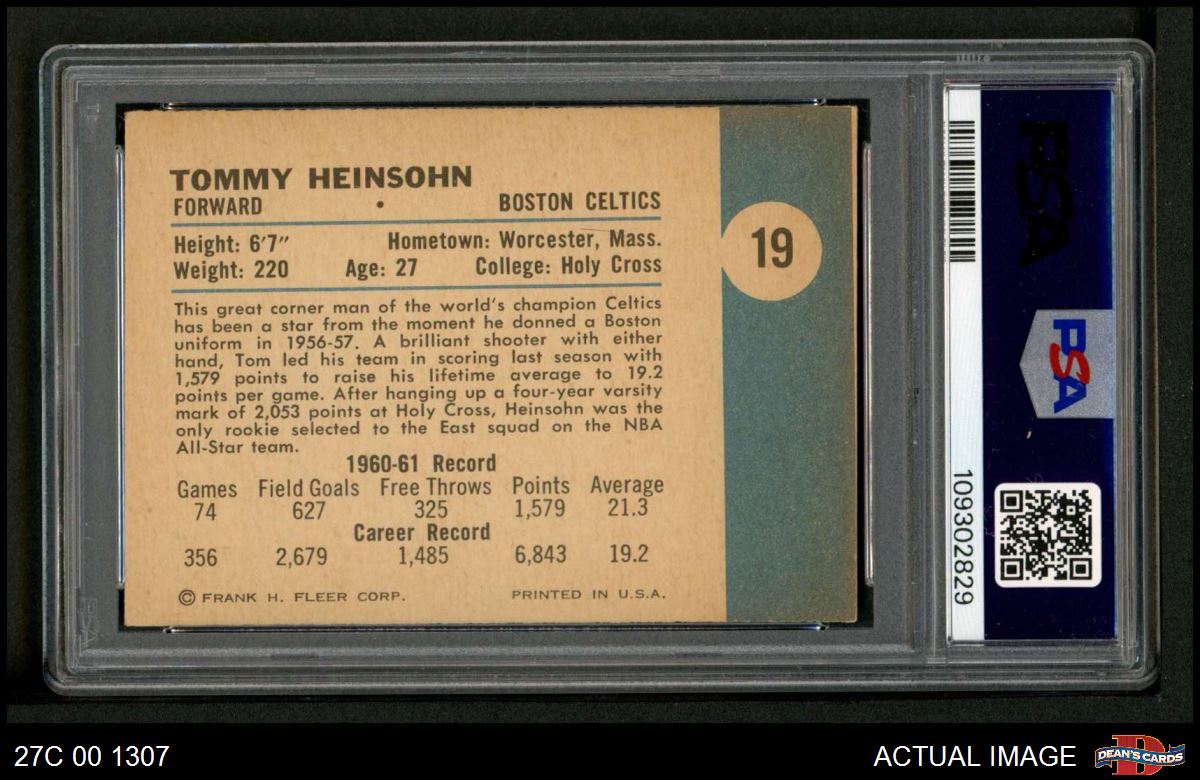 TOMMY HEINSOHN
FORWARD • BOSTON CELTICS
Height: 6'7" Hometown: Worcester, Mass.
Weight: 220 Age: 27 College: Holy Cross
This great corner man of the world's champion Celtics
has been a star from the moment he donned a Boston
uniform in 1956-57. A brilliant shooter with either
hand, Tom led his team in scoring last season with
1,579 points to raise his lifetime average to 19.2
points per game. After hanging up a four-year varsity
mark of 2,053 points at Holy Cross, Heinsohn was the
only rookie selected to the East squad on the NBA
All-Star team.
1960-61 Record
Games Field Goals Free Throws Points Average
74 627 325 1,579 21.3
Career Record
356 2,679 1,485 6,843 19.2
© FRANK H. FLEER CORP. PRINTED IN U.S.A.
19
PSA
PSA
109302829
PSA
27C 00 1307
ACTUAL IMAGE
D
DEAN'S CARDS